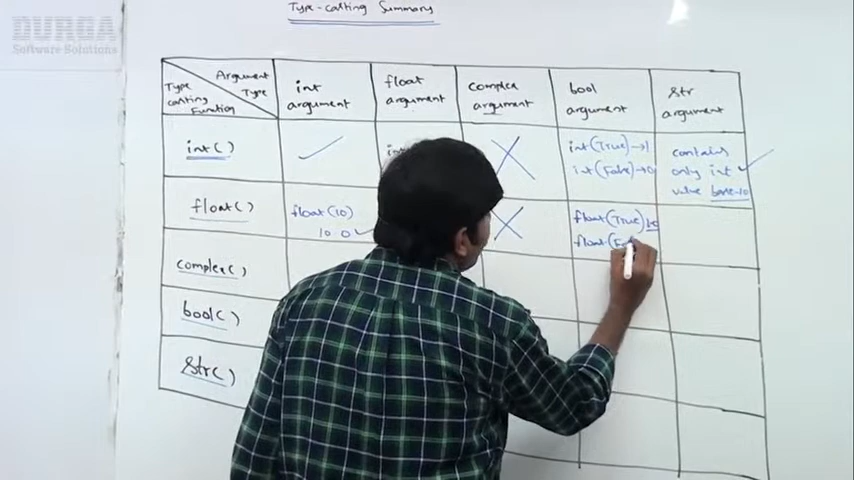 DURGA
Software Solutions
Type-casting Summary
Argument
Type
Type
casting
Function
int
argument
float
argument
complex
argument
bool
argument
str
argument
int()
int(True)→1
int(False)→0
contains
only int
value base-10
float()
float(10)
10.0
float(True)
float(
complex()
bool()
str()